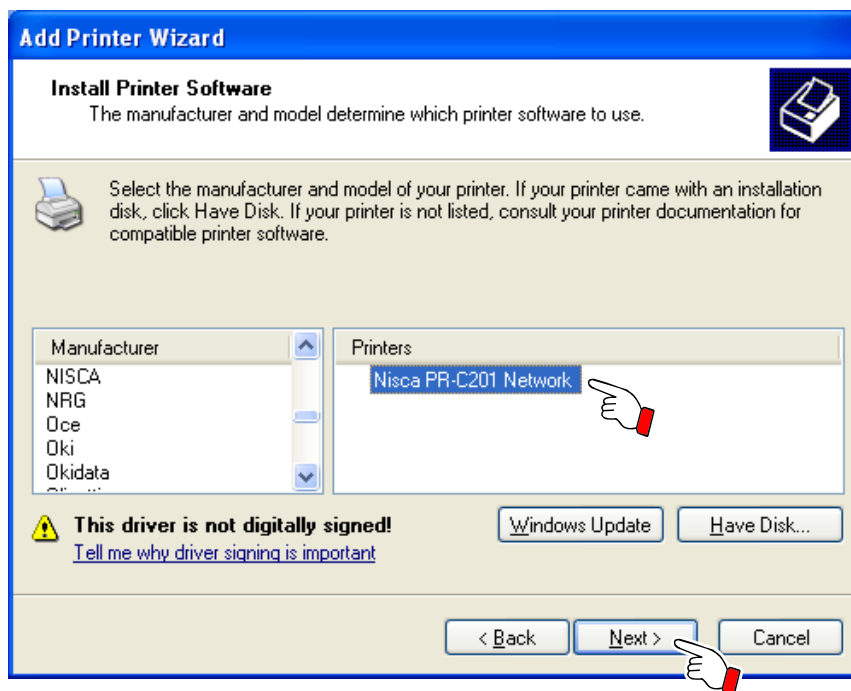 Add Printer Wizard
Install Printer Software
The manufacturer and model determine which printer software to use.
Select the manufacturer and model of your printer. If your printer came with an installation
disk, click Have Disk. If your printer is not listed, consult your printer documentation for
compatible printer software.
Manufacturer
NISCA
NRG
Oce
Oki
Okidata
Printers
Nisca PR-C201 Network
This driver is not digitally signed!
Tell me why driver signing is important
Windows Update
Have Disk...
< Back
Next >
Cancel